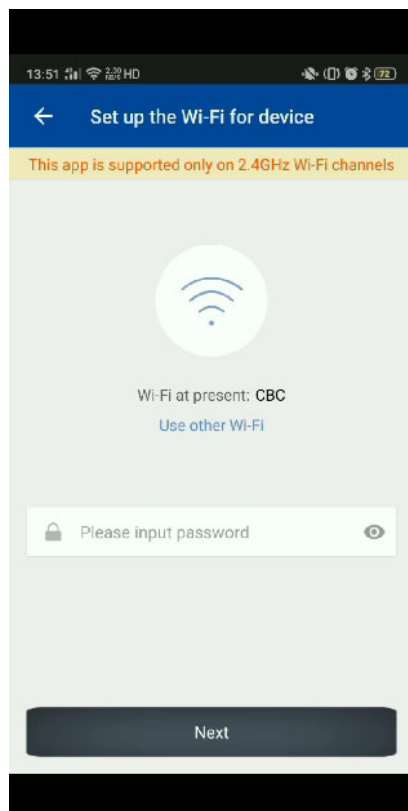 13:51 HD 72
Set up the Wi-Fi for device
This app is supported only on 2.4GHz Wi-Fi channels
Wi-Fi at present: CBC
Use other Wi-Fi
Please input password
Next